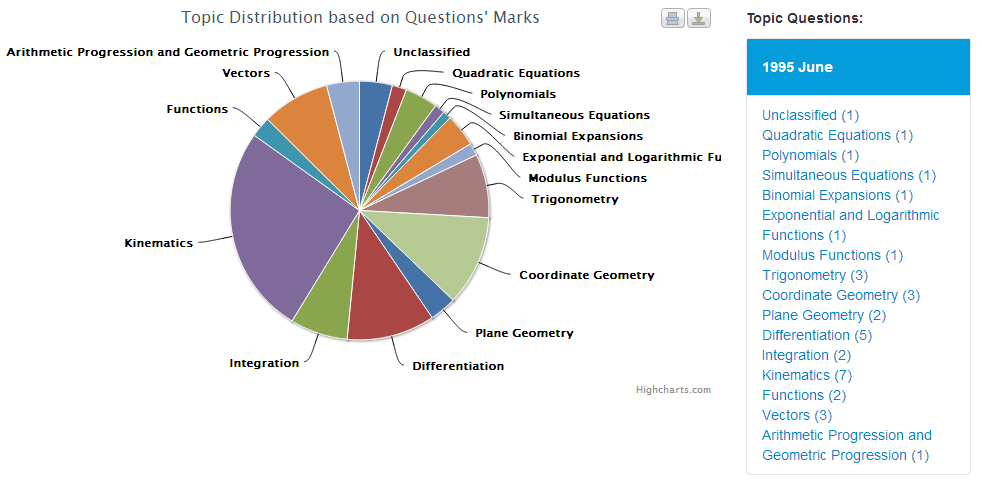 Topic Distribution based on Questions' Marks
Arithmetic Progression and Geometric Progression
Unclassified
Vectors
Quadratic Equations
Polynomials
Functions
Simultaneous Equations
Binomial Expansions
Exponential and Logarithmic Fu
Modulus Functions
Trigonometry
Kinematics
Coordinate Geometry
Plane Geometry
Integration
Differentiation
Highcharts.com
Topic Questions:
1995 June
Unclassified (1)
Quadratic Equations (1)
Polynomials (1)
Simultaneous Equations (1)
Binomial Expansions (1)
Exponential and Logarithmic
Functions (1)
Modulus Functions (1)
Trigonometry (3)
Coordinate Geometry (3)
Plane Geometry (2)
Differentiation (5)
Integration (2)
Kinematics (7)
Functions (2)
Vectors (3)
Arithmetic Progression and
Geometric Progression (1)